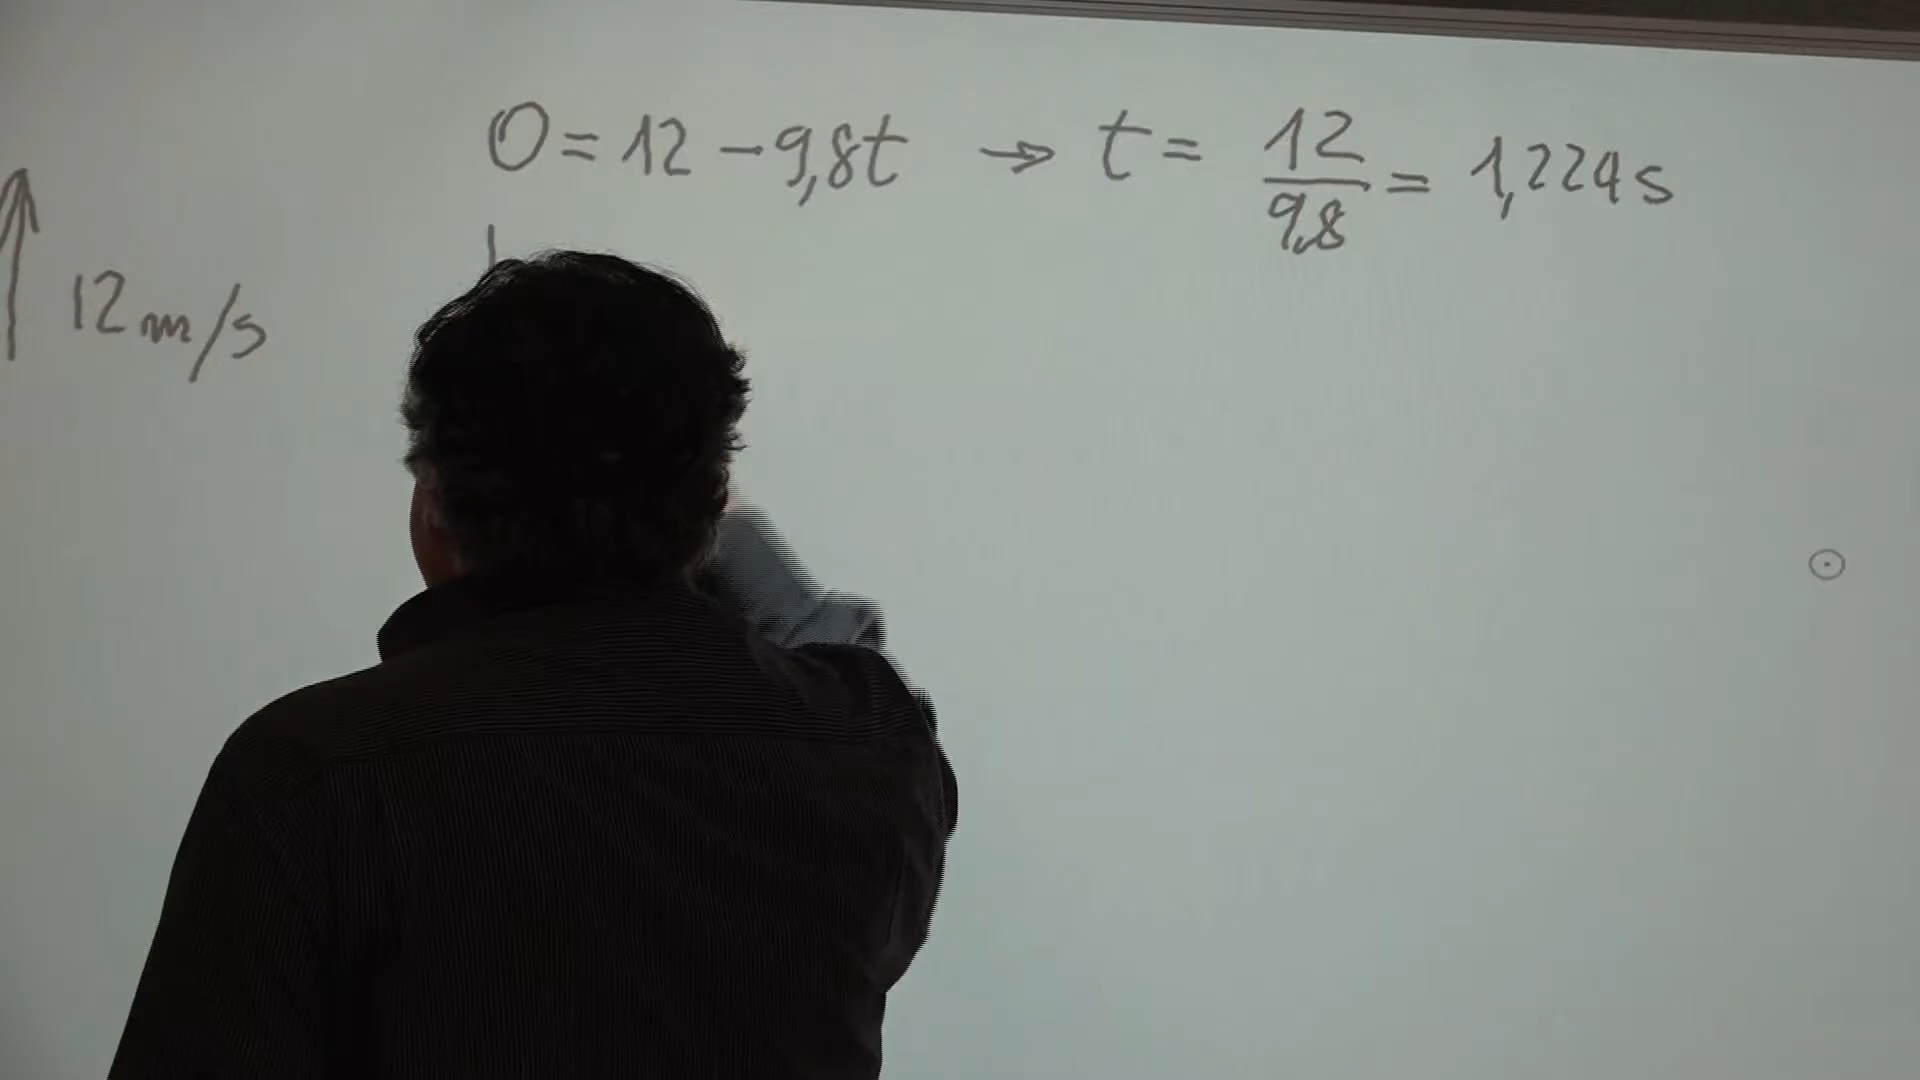 0 = 12 - 9,8t → t = 12/9,8 = 1,224 s
12 m/s